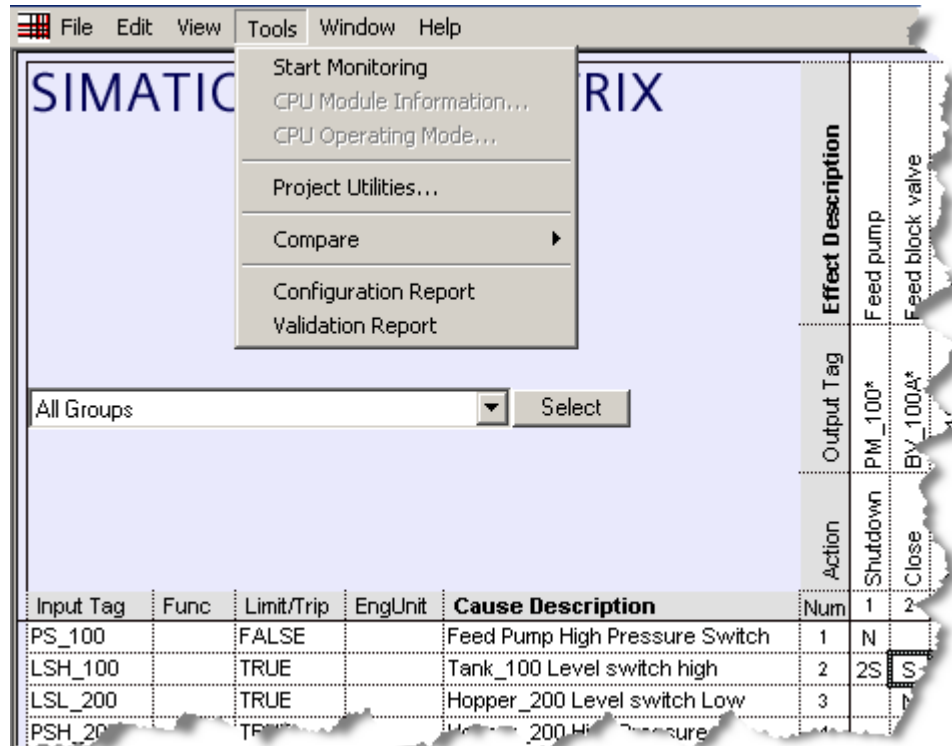 File Edit View Tools Window Help
Start Monitoring
CPU Module Information...
CPU Operating Mode...
Project Utilities...
Compare
Configuration Report
Validation Report
SIMATIC
RIX
All Groups
Select
Effect Description
Feed pump
Feed block valve
Output Tag
PM_100*
BV_100A*
Action
Shutdown
Close
Input Tag Func Limit/Trip EngUnit Cause Description Num 1 2
PS_100 FALSE Feed Pump High Pressure Switch 1 N
LSH_100 TRUE Tank_100 Level switch high 2 2S S
LSL_200 TRUE Hopper_200 Level switch Low 3 N